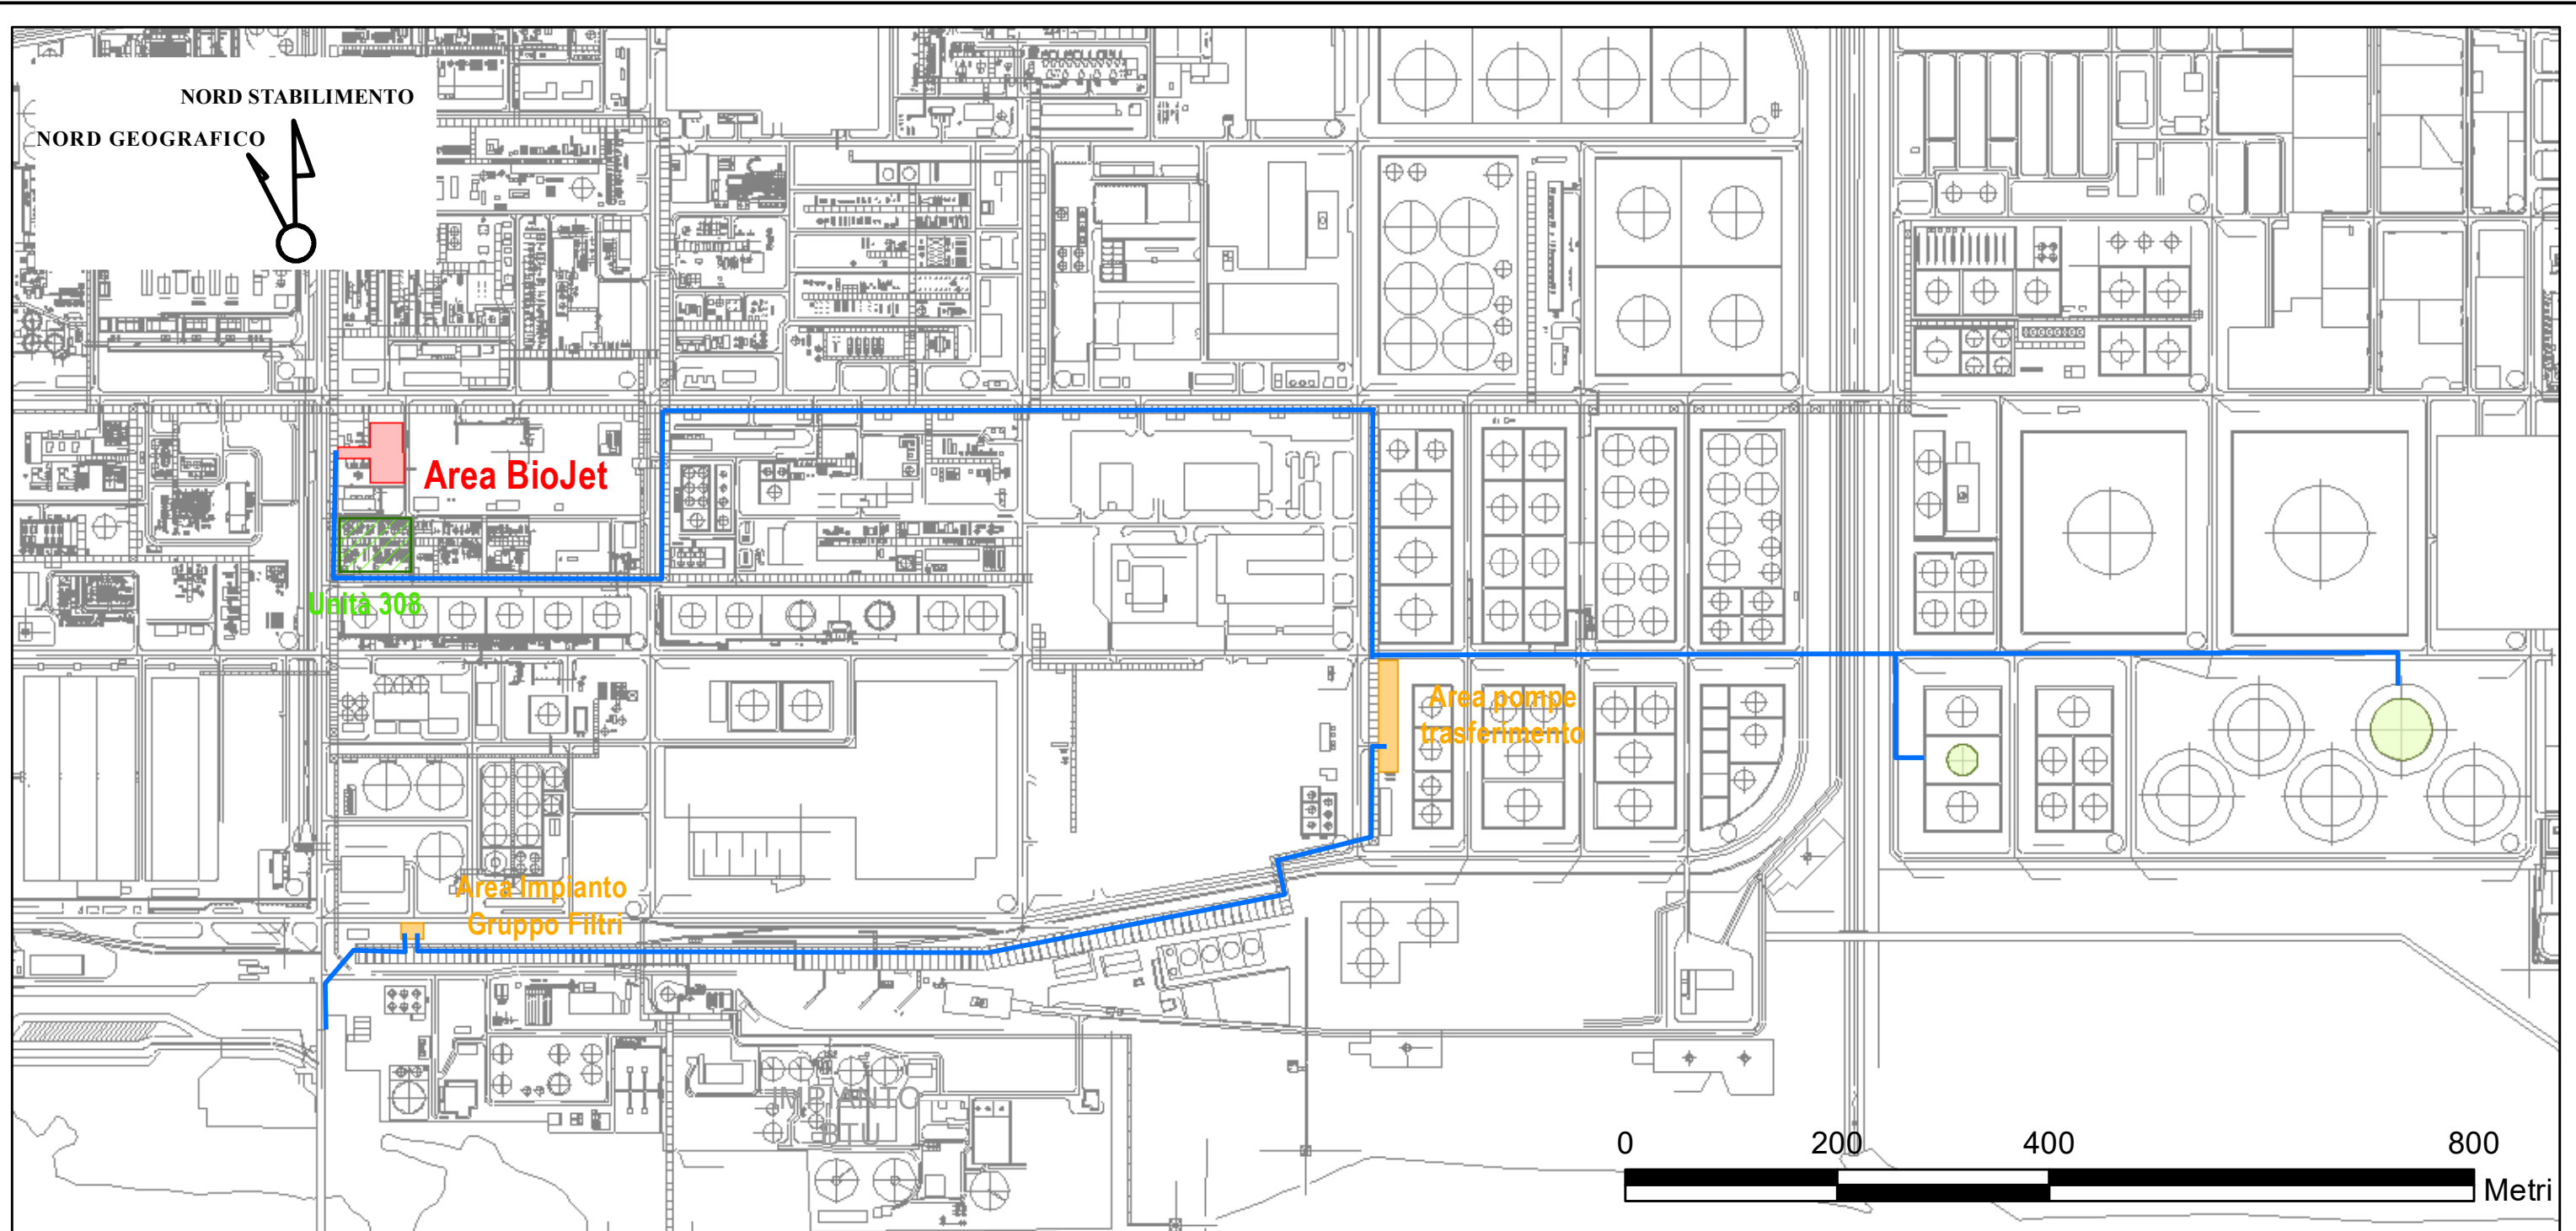 NORD STABILIMENTO
NORD GEOGRAFICO
Area BioJet
Unità 308
Area pompe
trasferimento
Area Impianto
Gruppo Filtri
IMPIANTO
BTU
0 200 400 800
Metri